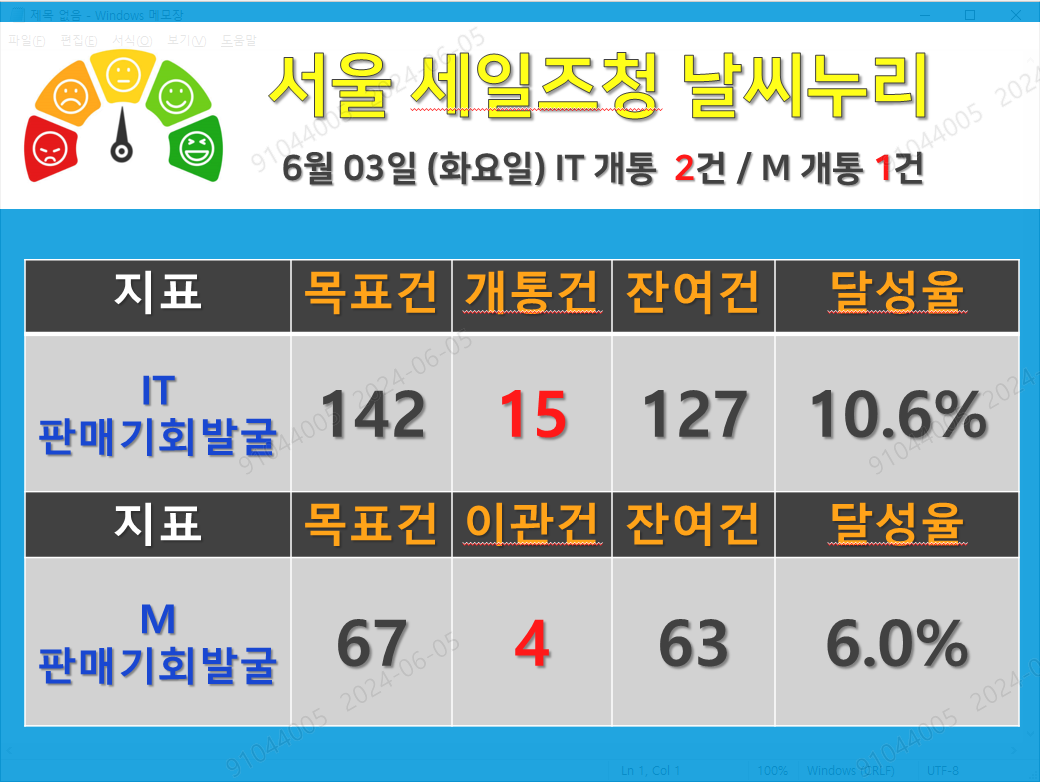 제목 없음 - Windows 메모장
파일(F) 편집(E) 서식(O) 보기(V) 도움말
서울 세일즈청 날씨누리
6월 03일 (화요일) IT 개통 2건 / M 개통 1건
지표 목표건 개통건 잔여건 달성율
IT
판매기회발굴 142 15 127 10.6%
지표 목표건 이관건 잔여건 달성율
M
판매기회발굴 67 4 63 6.0%
91044005 2024-06-05
Ln 1, Col 1 100% Windows (CRLF) UTF-8